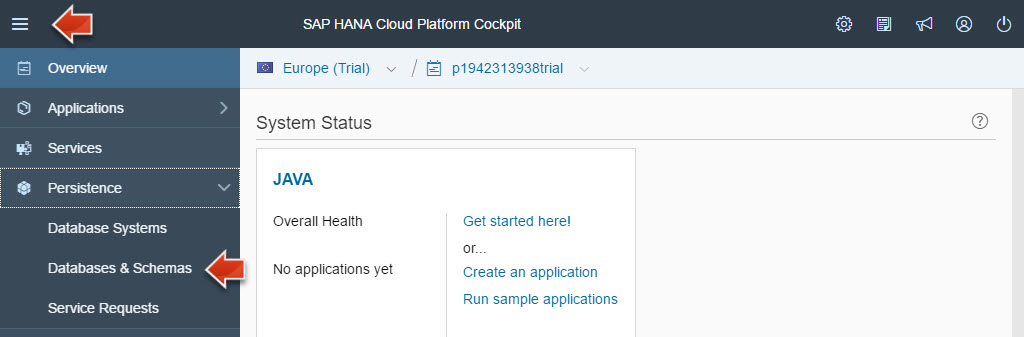 SAP HANA Cloud Platform Cockpit
Overview
Applications
Services
Persistence
Database Systems
Databases & Schemas
Service Requests
Europe (Trial) / p1942313938trial
System Status
JAVA
Overall Health
No applications yet
Get started here!
or...
Create an application
Run sample applications